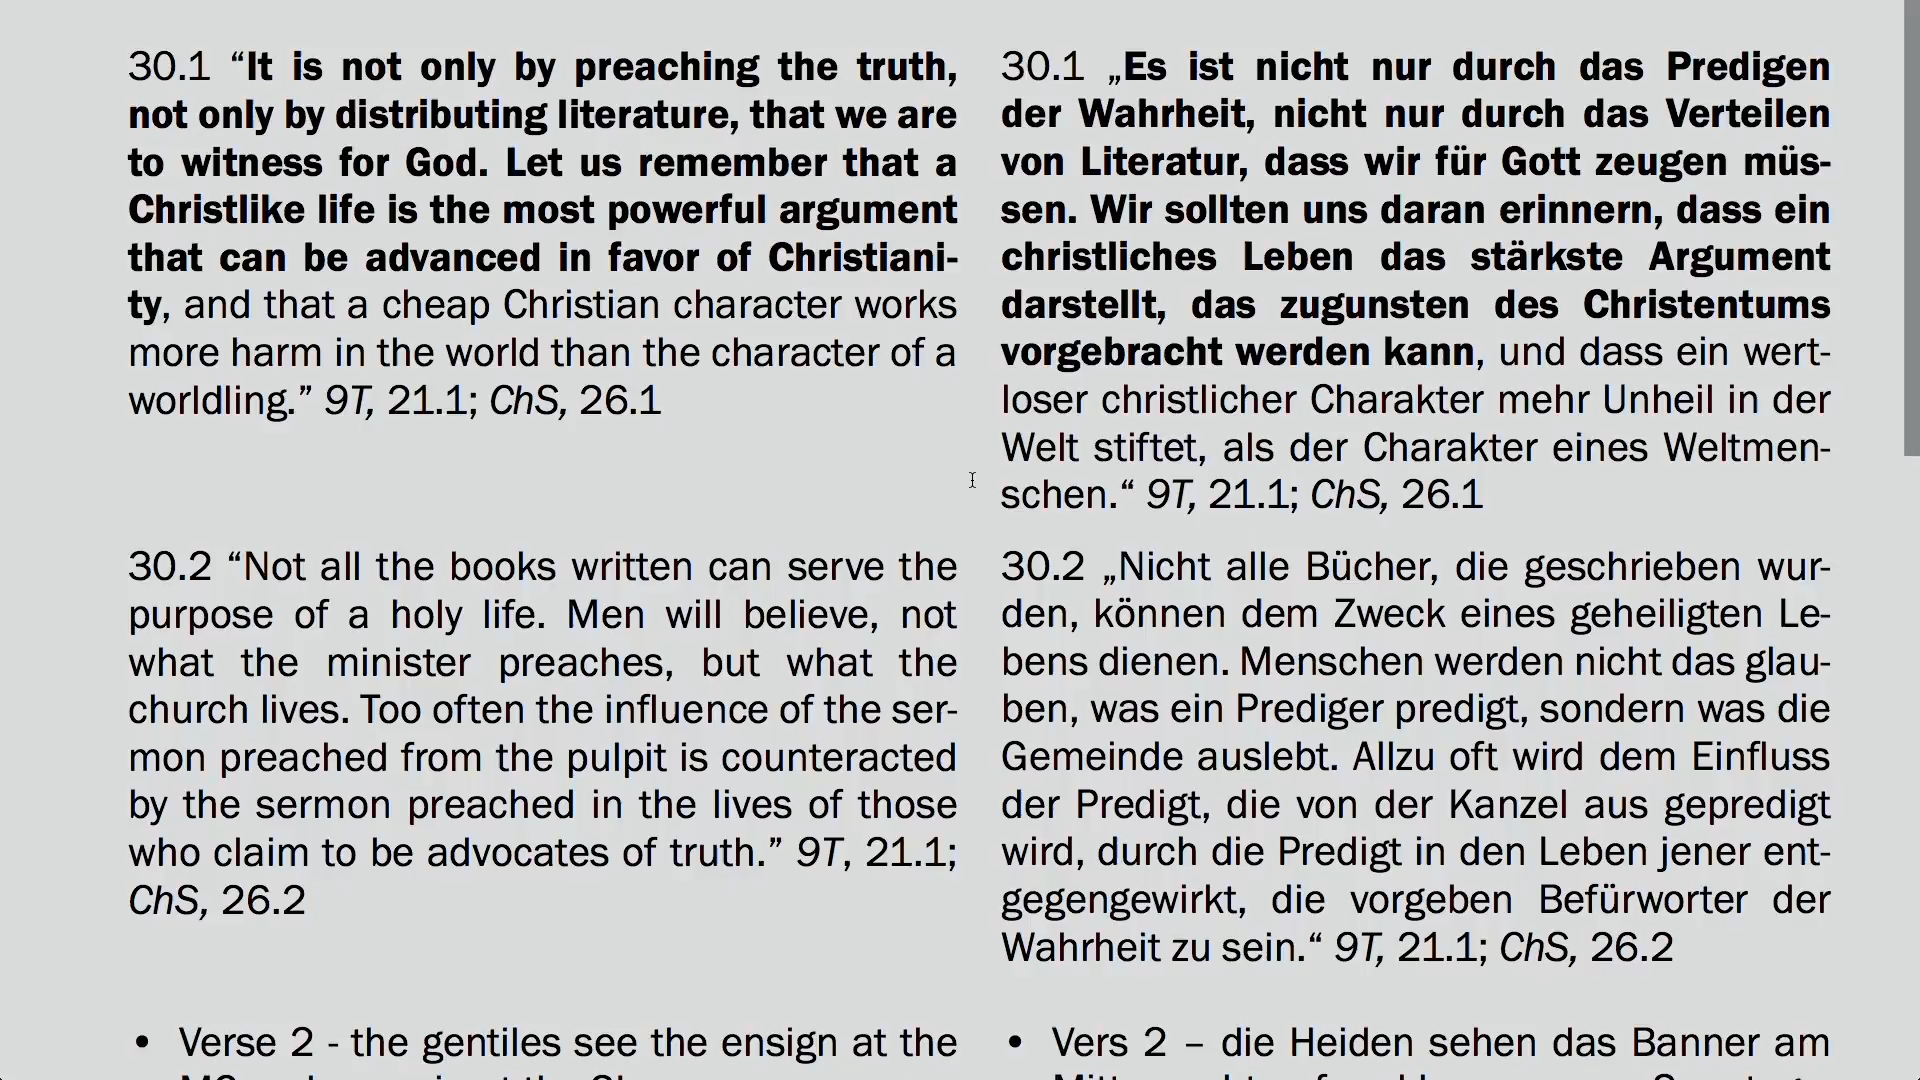 30.1 “It is not only by preaching the truth,
not only by distributing literature, that we are
to witness for God. Let us remember that a
Christlike life is the most powerful argument
that can be advanced in favor of Christiani-
ty, and that a cheap Christian character works
more harm in the world than the character of a
worldling.” 9T, 21.1; ChS, 26.1
30.2 “Not all the books written can serve the
purpose of a holy life. Men will believe, not
what the minister preaches, but what the
church lives. Too often the influence of the ser-
mon preached from the pulpit is counteracted
by the sermon preached in the lives of those
who claim to be advocates of truth.” 9T, 21.1;
ChS, 26.2
• Verse 2 - the gentiles see the ensign at the
30.1 „Es ist nicht nur durch das Predigen
der Wahrheit, nicht nur durch das Verteilen
von Literatur, dass wir für Gott zeugen müs-
sen. Wir sollten uns daran erinnern, dass ein
christliches Leben das stärkste Argument
darstellt, das zugunsten des Christentums
vorgebracht werden kann, und dass ein wert-
loser christlicher Charakter mehr Unheil in der
Welt stiftet, als der Charakter eines Weltmen-
schen.“ 9T, 21.1; ChS, 26.1
30.2 „Nicht alle Bücher, die geschrieben wur-
den, können dem Zweck eines geheiligten Le-
bens dienen. Menschen werden nicht das glau-
ben, was ein Prediger predigt, sondern was die
Gemeinde auslebt. Allzu oft wird dem Einfluss
der Predigt, die von der Kanzel aus gepredigt
wird, durch die Predigt in den Leben jener ent-
gegengewirkt, die vorgeben Befürworter der
Wahrheit zu sein.“ 9T, 21.1; ChS, 26.2
• Vers 2 – die Heiden sehen das Banner am